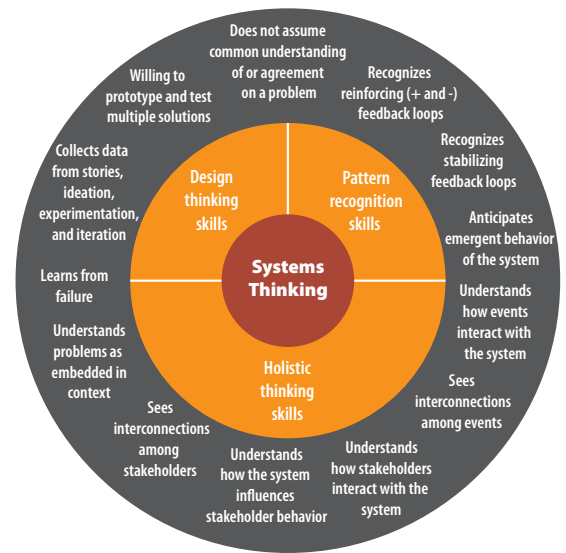 Systems
Thinking
Design
thinking
skills
Pattern
recognition
skills
Holistic
thinking
skills
Does not assume
common understanding
of or agreement
on a problem
Recognizes
reinforcing (+ and -)
feedback loops
Recognizes
stabilizing
feedback loops
Anticipates
emergent behavior
of the system
Understands
how events
interact with
the system
Sees
interconnections
among events
Understands
how stakeholders
interact with the
system
Understands
how the system
influences
stakeholder behavior
Sees
interconnections
among
stakeholders
Understands
problems as
embedded in
context
Learns from
failure
Collects data
from stories,
ideation,
experimentation,
and iteration
Willing to
prototype and test
multiple solutions